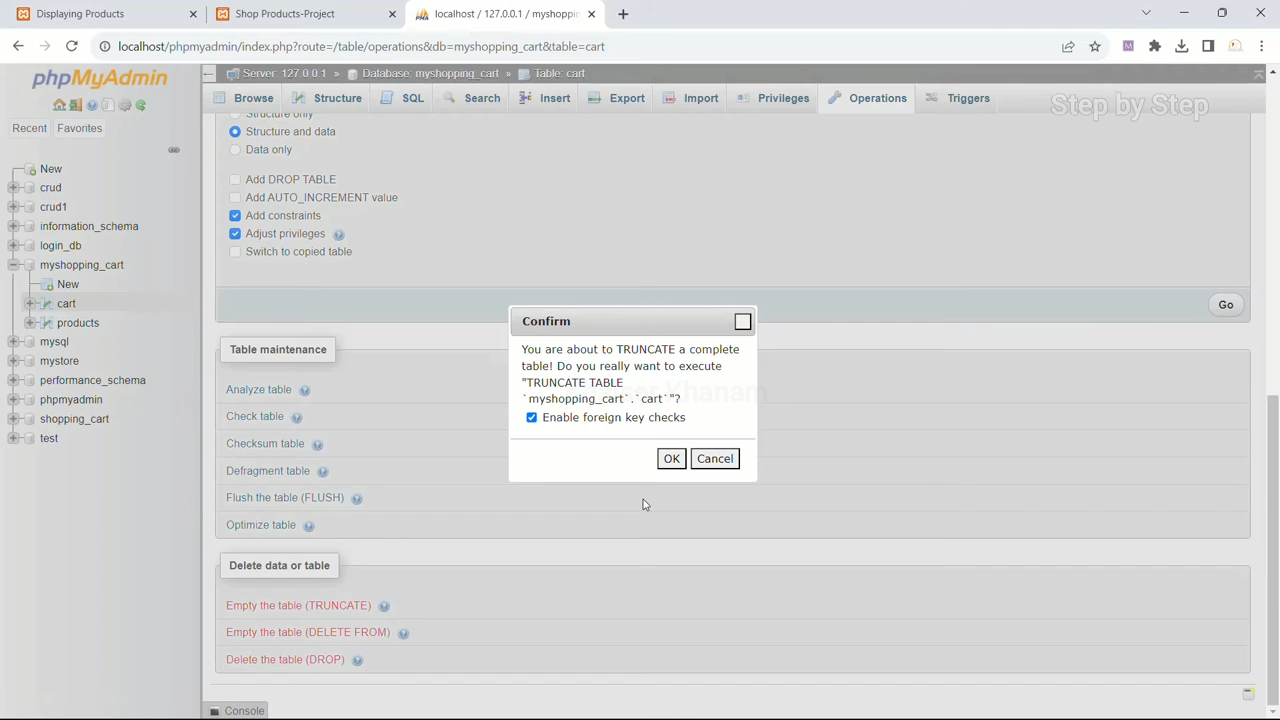 Displaying Products
Shop Products-Project
localhost / 127.0.0.1 / myshoppin
localhost/phpmyadmin/index.php?route=/table/operations&db=myshopping_cart&table=cart
phpMyAdmin
Recent
Favorites
New
crud
crud1
information_schema
login_db
myshopping_cart
New
cart
products
mysql
mystore
performance_schema
phpmyadmin
shopping_cart
test
Server: 127.0.0.1 » Database: myshopping_cart » Table: cart
Browse
Structure
SQL
Search
Insert
Export
Import
Privileges
Operations
Triggers
Step by Step
Structure only
Structure and data
Data only
Add DROP TABLE
Add AUTO_INCREMENT value
Add constraints
Adjust privileges
Switch to copied table
Go
Confirm
You are about to TRUNCATE a complete
table! Do you really want to execute
"TRUNCATE TABLE
`myshopping_cart`.`cart`"?
Enable foreign key checks
OK
Cancel
Khanam
Table maintenance
Analyze table
Check table
Checksum table
Defragment table
Flush the table (FLUSH)
Optimize table
Delete data or table
Empty the table (TRUNCATE)
Empty the table (DELETE FROM)
Delete the table (DROP)
Console